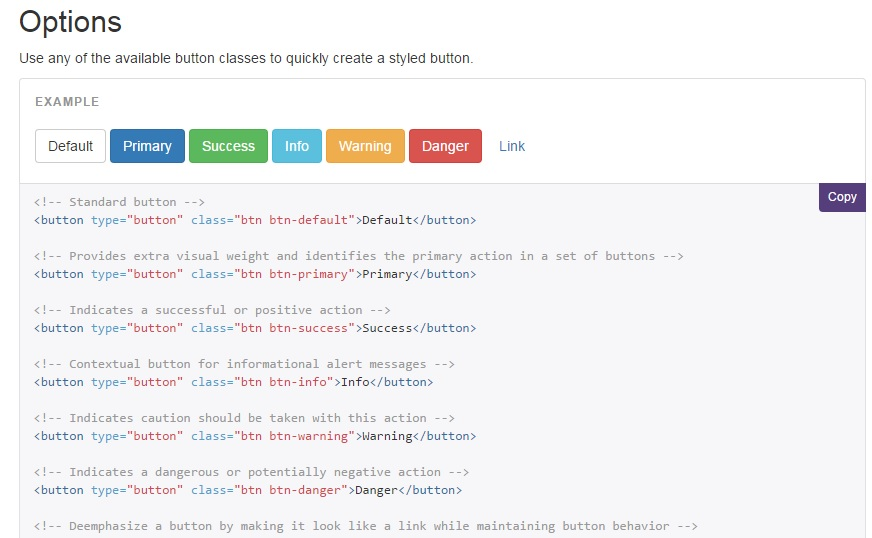 Options
Use any of the available button classes to quickly create a styled button.
EXAMPLE
Default Primary Success Info Warning Danger Link
Copy
<!-- Standard button -->
<button type="button" class="btn btn-default">Default</button>
<!-- Provides extra visual weight and identifies the primary action in a set of buttons -->
<button type="button" class="btn btn-primary">Primary</button>
<!-- Indicates a successful or positive action -->
<button type="button" class="btn btn-success">Success</button>
<!-- Contextual button for informational alert messages -->
<button type="button" class="btn btn-info">Info</button>
<!-- Indicates caution should be taken with this action -->
<button type="button" class="btn btn-warning">Warning</button>
<!-- Indicates a dangerous or potentially negative action -->
<button type="button" class="btn btn-danger">Danger</button>
<!-- Deemphasize a button by making it look like a link while maintaining button behavior -->